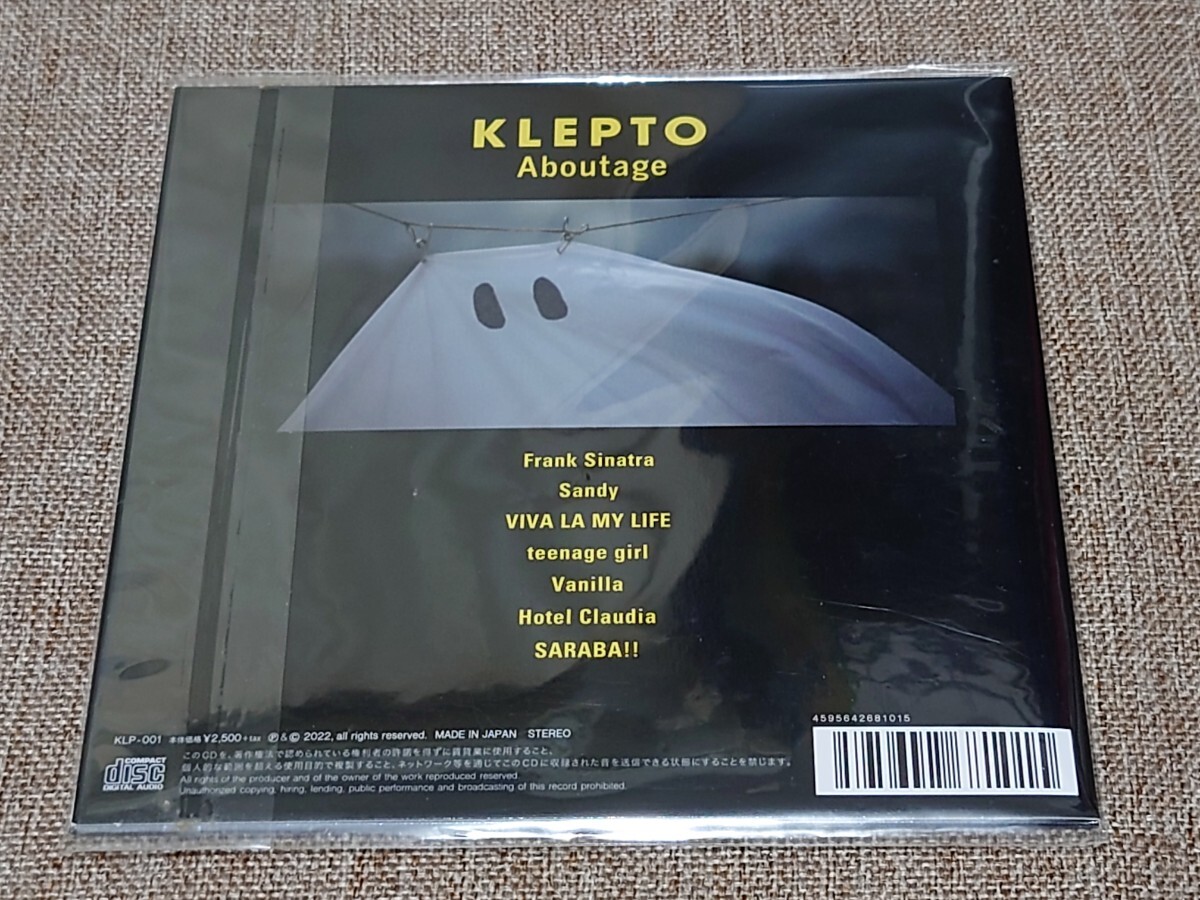 KLEPTO
Aboutage
Frank Sinatra
Sandy
VIVA LA MY LIFE
teenage girl
Vanilla
Hotel Claudia
SARABA!!
4595642681015
KLP-001 本体価格 ¥2,500+tax ℗&© 2022, all rights reserved. MADE IN JAPAN STEREO
このCDを、著作権法で認められている権利者の許諾を得ずに賃貸業に使用すること、
個人的な範囲を超える使用目的で複製すること、ネットワーク等を通じてこのCDに収録された音を送信できる状態にすることを禁じます。
All rights of the producer and of the owner of the work reproduced reserved.
Unauthorized copying, hiring, lending, public performance and broadcasting of this record prohibited.
COMPACT
disc
DIGITAL AUDIO